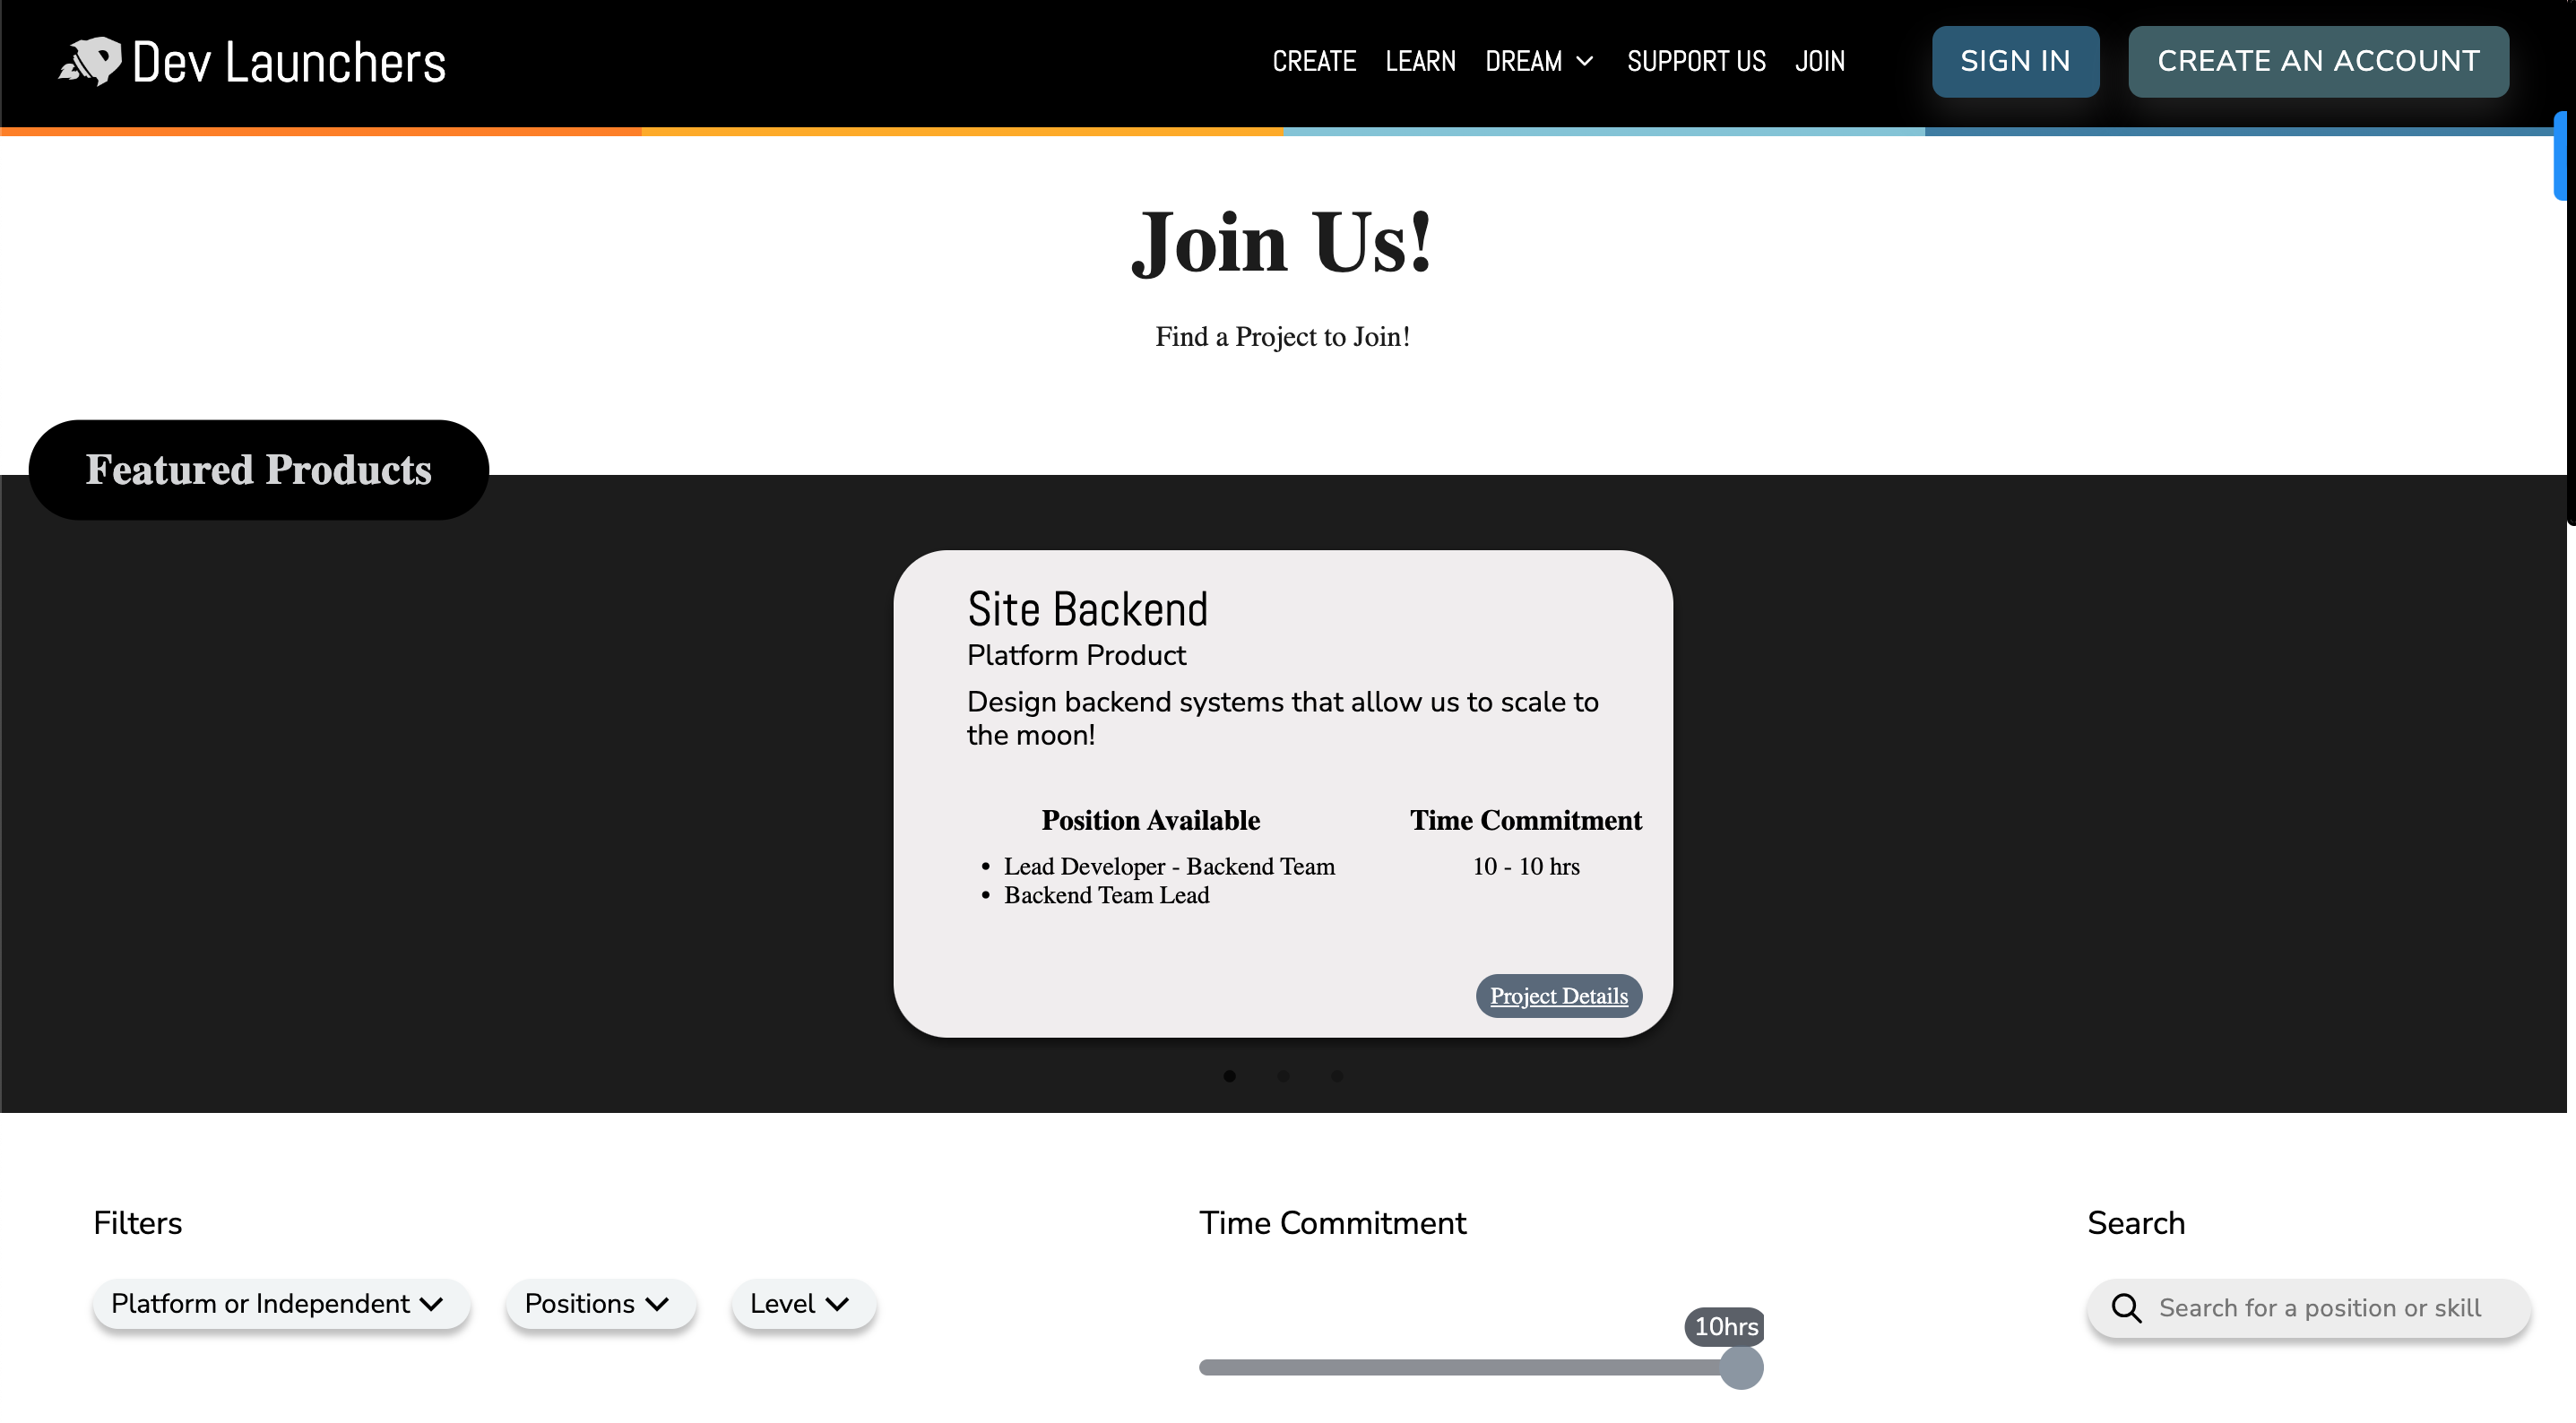 Dev Launchers
CREATE LEARN DREAM SUPPORT US JOIN SIGN IN CREATE AN ACCOUNT
Join Us!
Find a Project to Join!
Featured Products
Site Backend
Platform Product
Design backend systems that allow us to scale to
the moon!
Position Available Time Commitment
• Lead Developer - Backend Team 10 - 10 hrs
• Backend Team Lead
Project Details
Filters Time Commitment Search
Platform or Independent Positions Level Search for a position or skill
10hrs